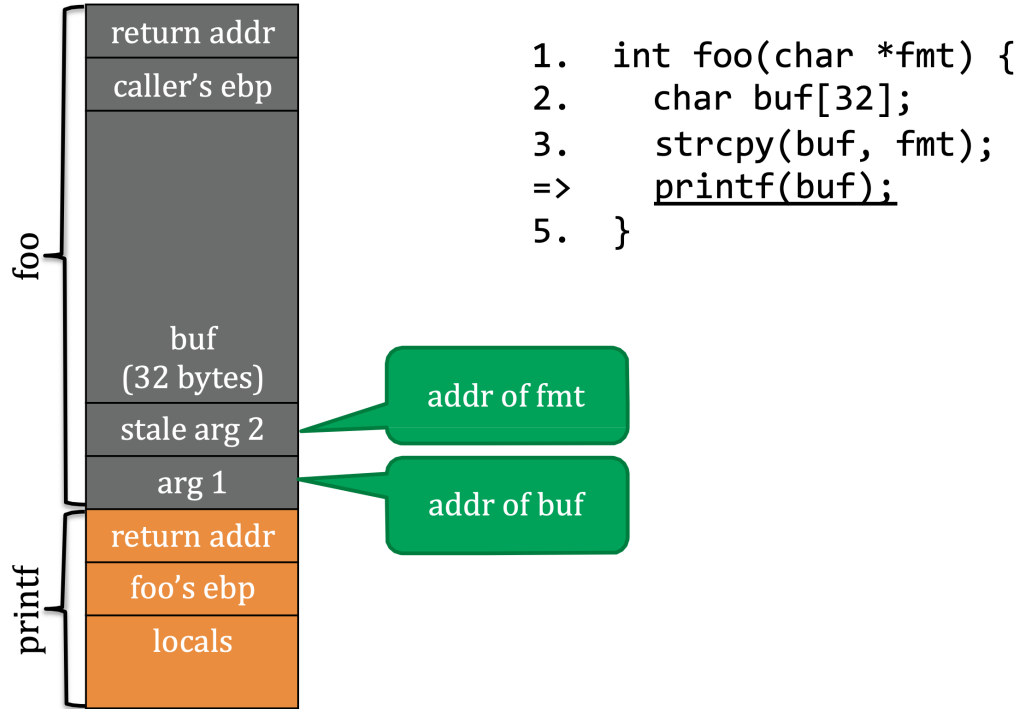 return addr
caller's ebp
buf
(32 bytes)
stale arg 2
arg 1
return addr
foo's ebp
locals
foo
printf
addr of fmt
addr of buf
1. int foo(char *fmt) {
2. char buf[32];
3. strcpy(buf, fmt);
=> printf(buf);
5. }